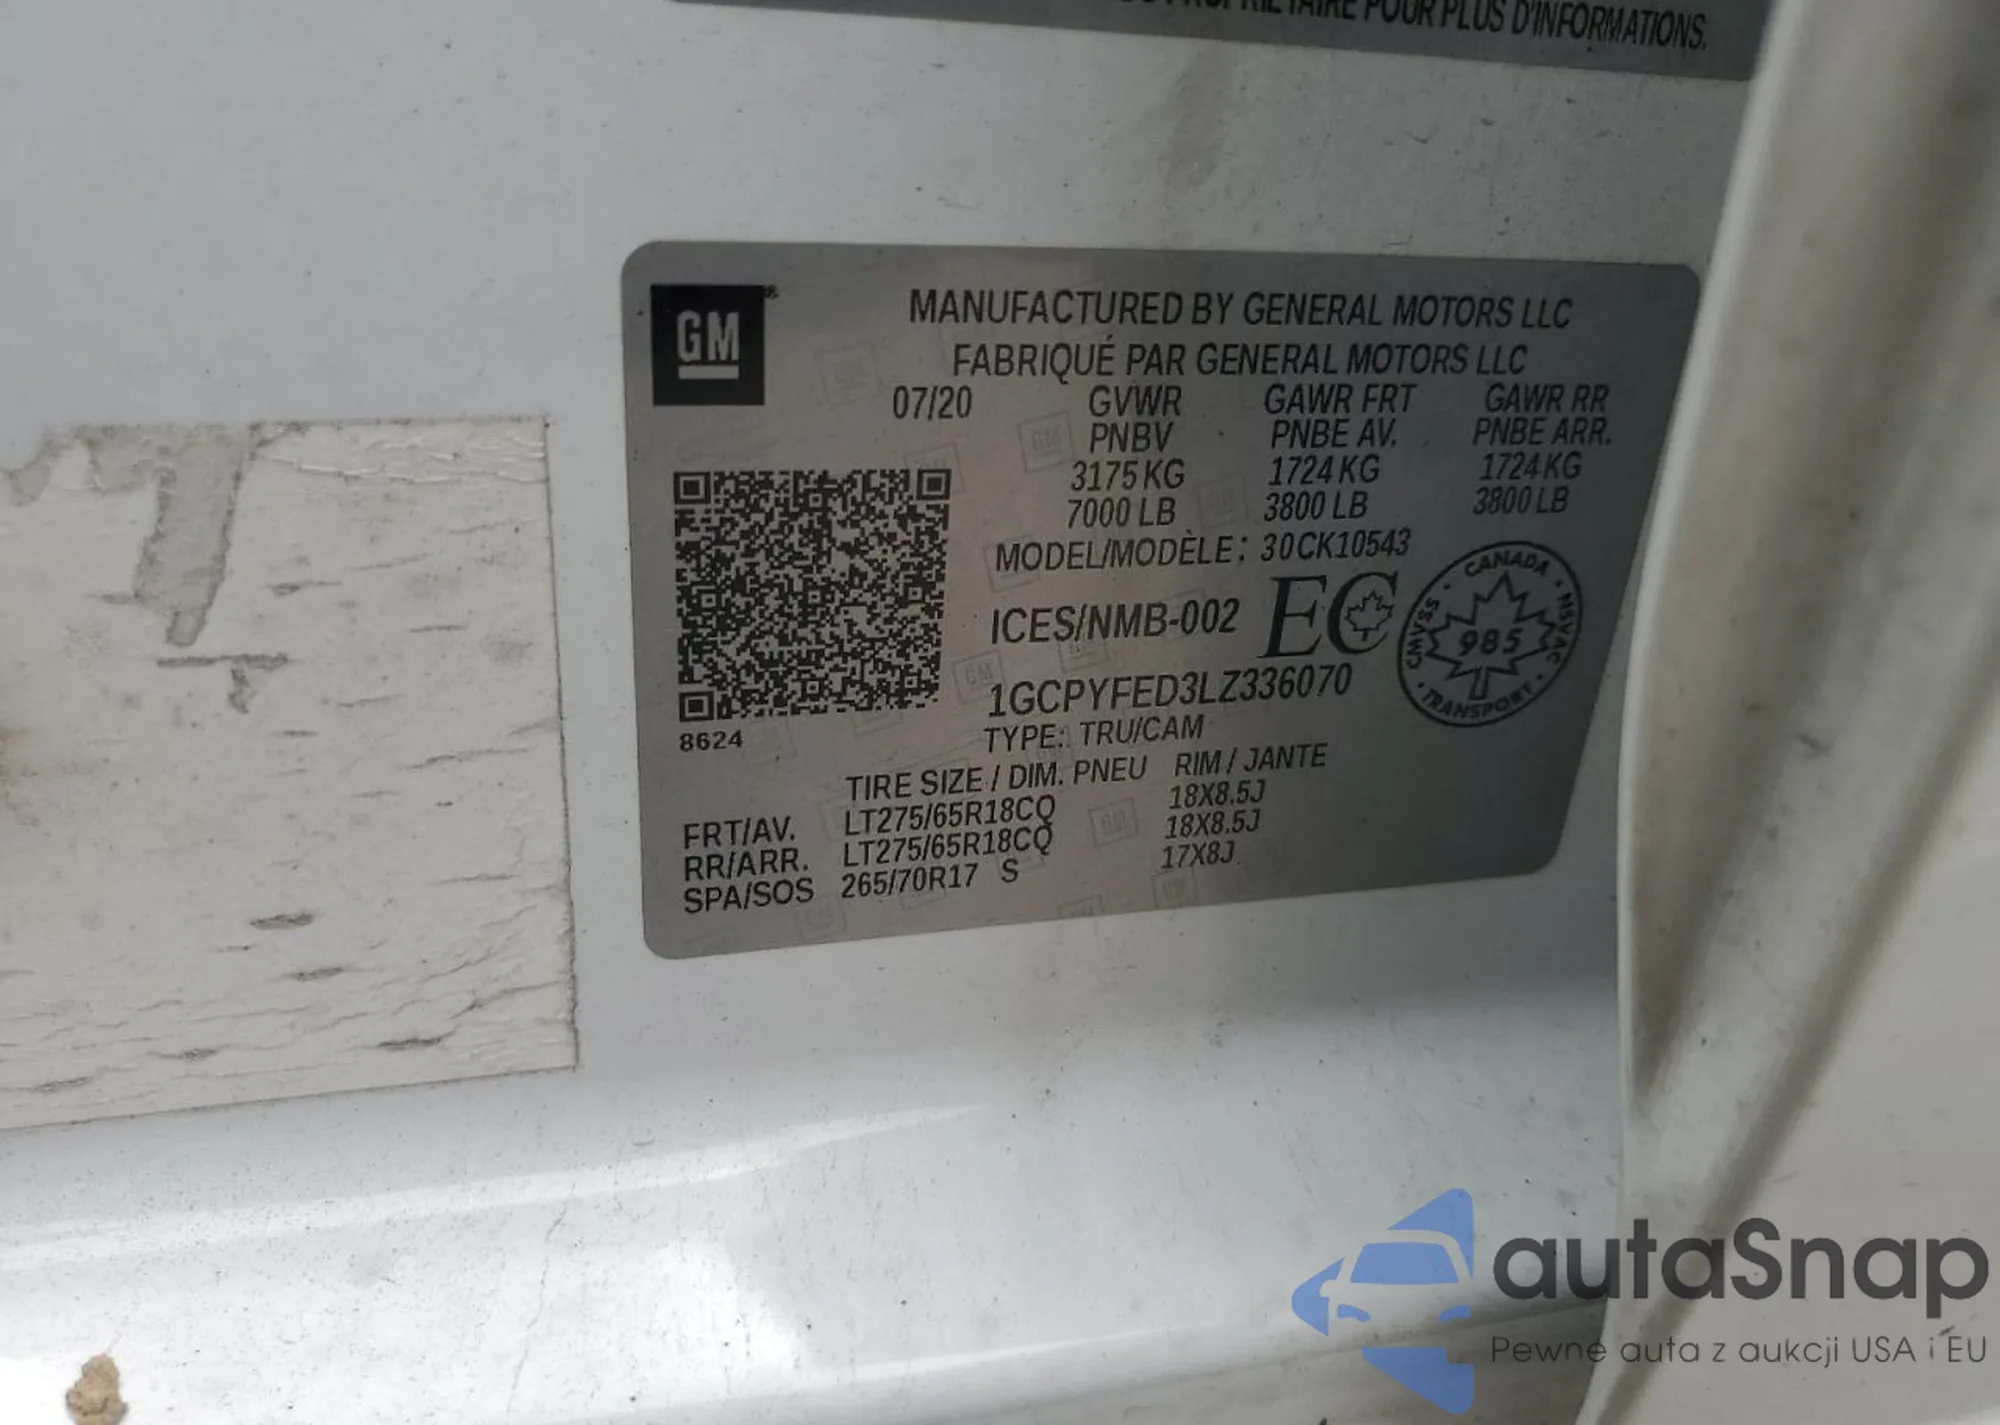 PROPRIÉTAIRE POUR PLUS D'INFORMATIONS.
GM
MANUFACTURED BY GENERAL MOTORS LLC
FABRIQUÉ PAR GENERAL MOTORS LLC
07/20 GVWR GAWR FRT GAWR RR
PNBV PNBE AV. PNBE ARR.
3175 KG 1724 KG 1724 KG
7000 LB 3800 LB 3800 LB
MODEL/MODÈLE: 30CK10543
ICES/NMB-002 EC
CANADA
CMVSS 985 NSVAC
TRANSPORT
1GCPYFED3LZ336070
8624
TYPE: TRU/CAM
TIRE SIZE / DIM. PNEU RIM / JANTE
FRT/AV. LT275/65R18CQ 18X8.5J
RR/ARR. LT275/65R18CQ 18X8.5J
SPA/SOS 265/70R17 S 17X8J
autaSnap
Pewne auta z aukcji USA i EU